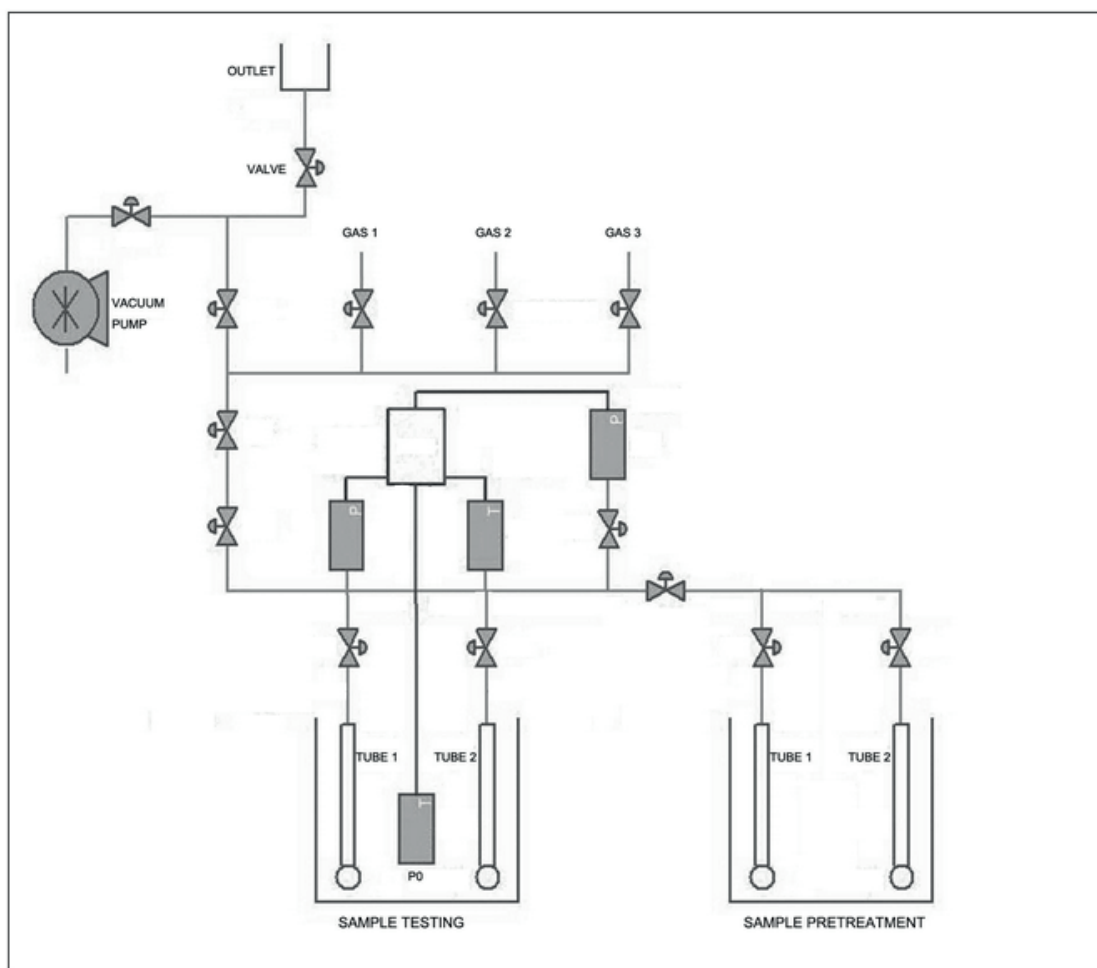 OUTLET
VALVE
GAS 1
GAS 2
GAS 3
VACUUM
PUMP
P
P
T
TUBE 1
TUBE 2
TUBE 1
TUBE 2
T
P0
SAMPLE TESTING
SAMPLE PRETREATMENT